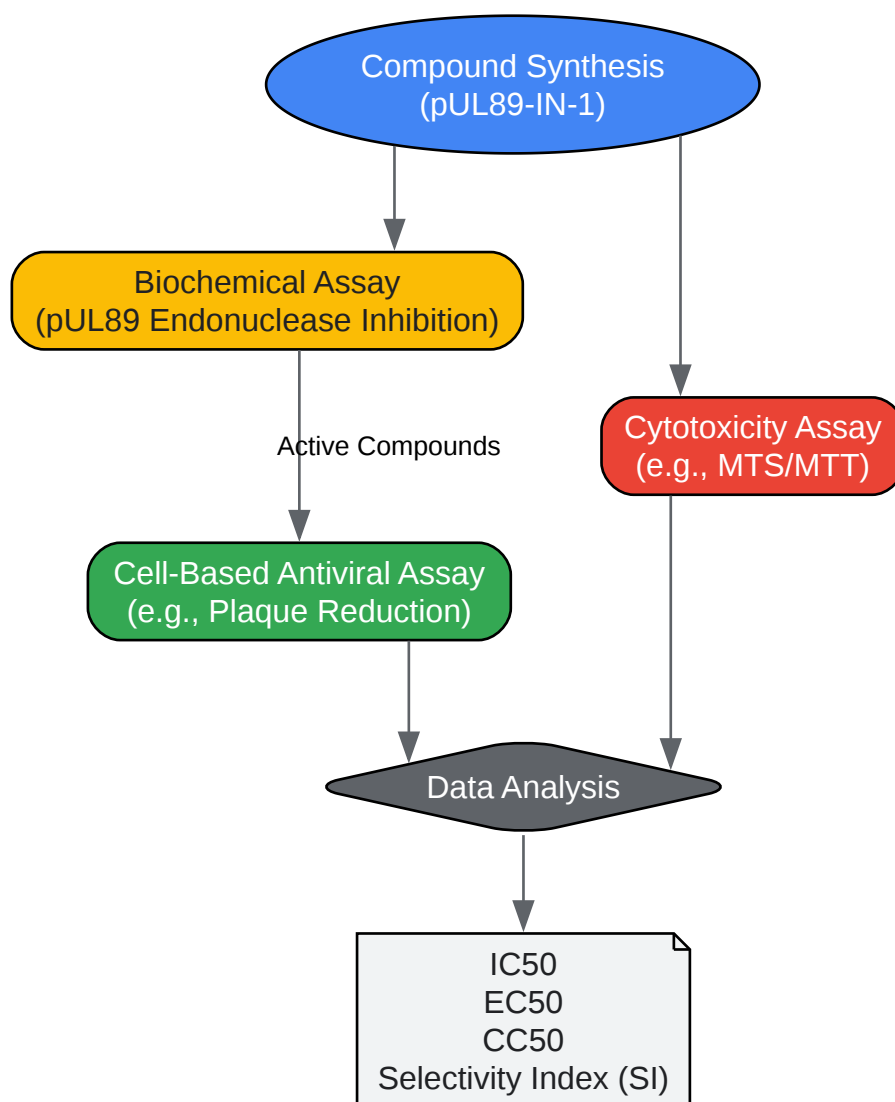 Compound Synthesis
(pUL89-IN-1)
Biochemical Assay
(pUL89 Endonuclease Inhibition)
Cytotoxicity Assay
(e.g., MTS/MTT)
Active Compounds
Cell-Based Antiviral Assay
(e.g., Plaque Reduction)
Data Analysis
IC50
EC50
CC50
Selectivity Index (SI)